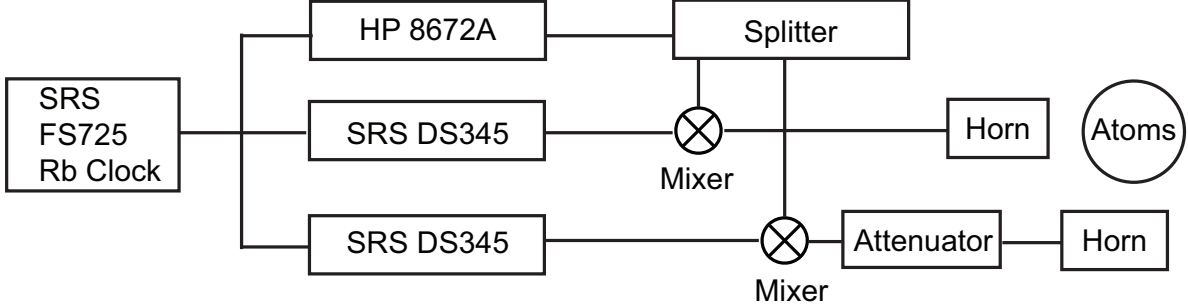 HP 8672A
Splitter
SRS
FS725
Rb Clock
SRS DS345
Horn
Atoms
Mixer
SRS DS345
Attenuator
Horn
Mixer